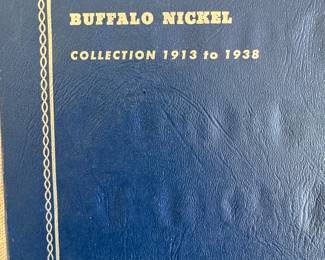 BUFFALO NICKEL
COLLECTION 1913 to 1938